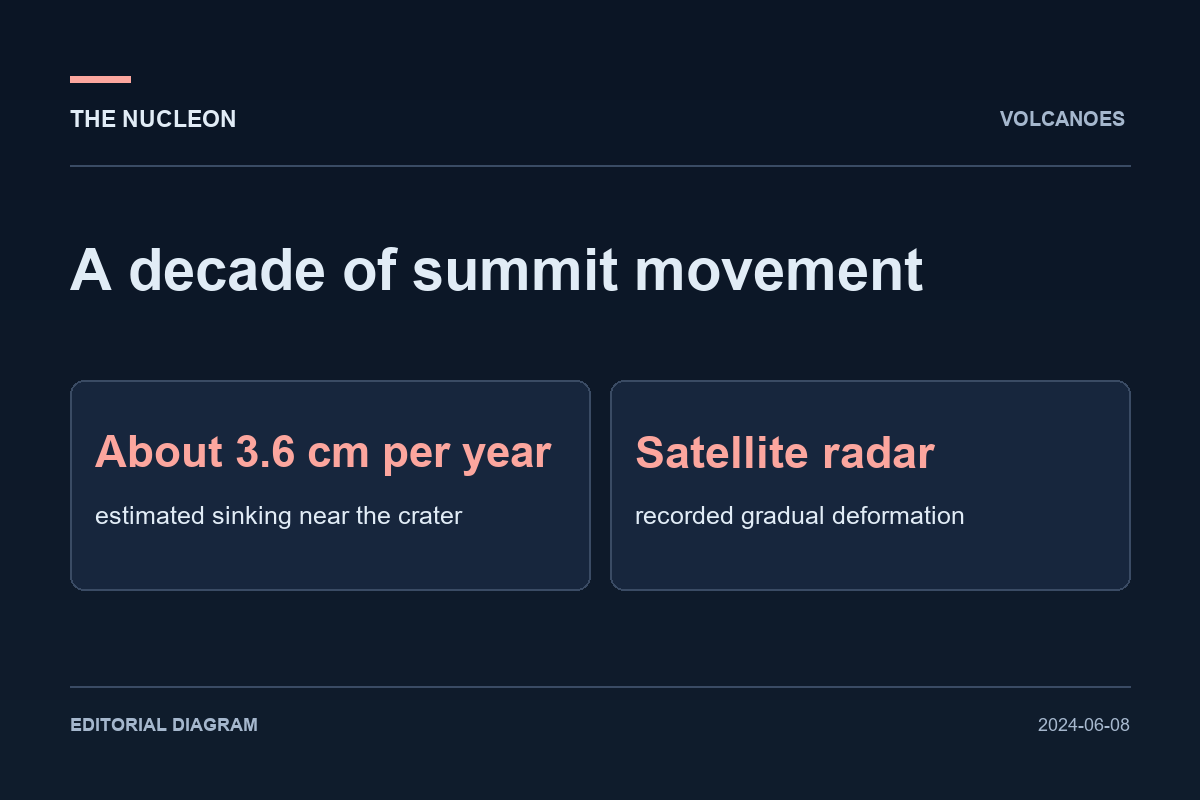 THE NUCLEON
VOLCANOES
A decade of summit movement
About 3.6 cm per year
estimated sinking near the crater
Satellite radar
recorded gradual deformation
EDITORIAL DIAGRAM
2024-06-08